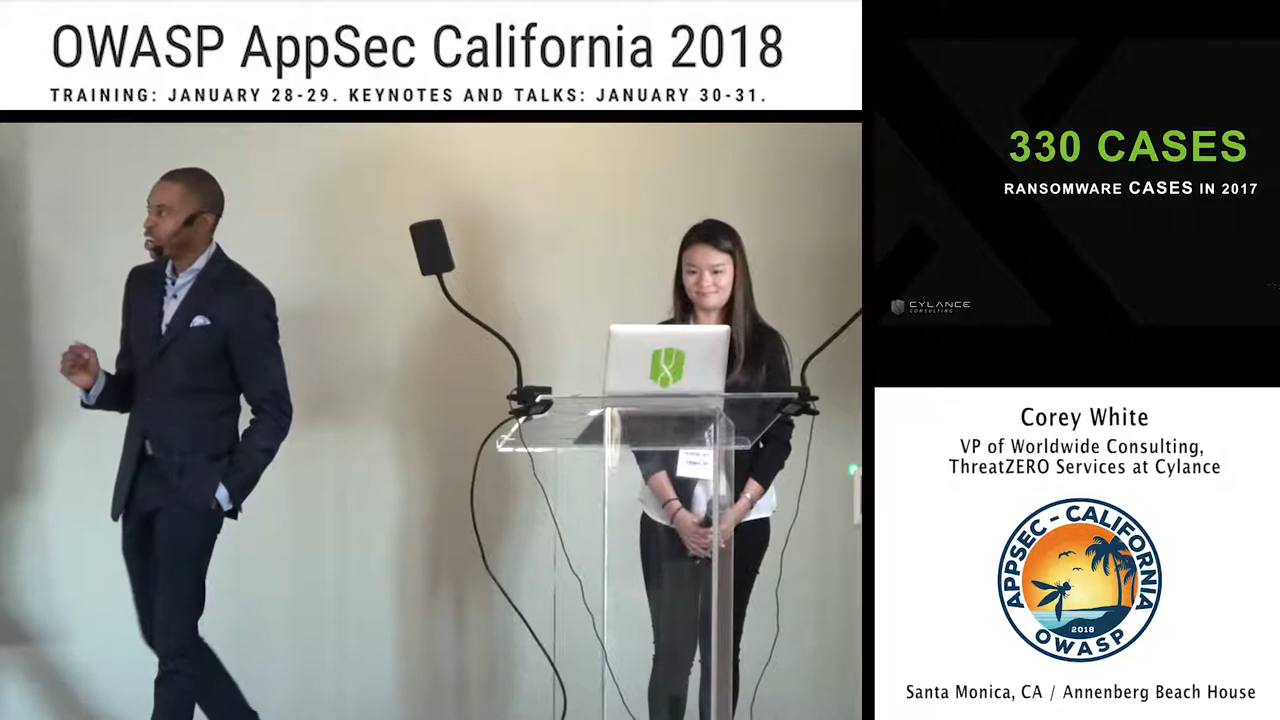 OWASP AppSec California 2018
TRAINING: JANUARY 28-29. KEYNOTES AND TALKS: JANUARY 30-31.
330 CASES
RANSOMWARE CASES IN 2017
CYLANCE
CONSULTING
Corey White
VP of Worldwide Consulting,
ThreatZERO Services at Cylance
APPSEC - CALIFORNIA
2018
OWASP
Santa Monica, CA / Annenberg Beach House